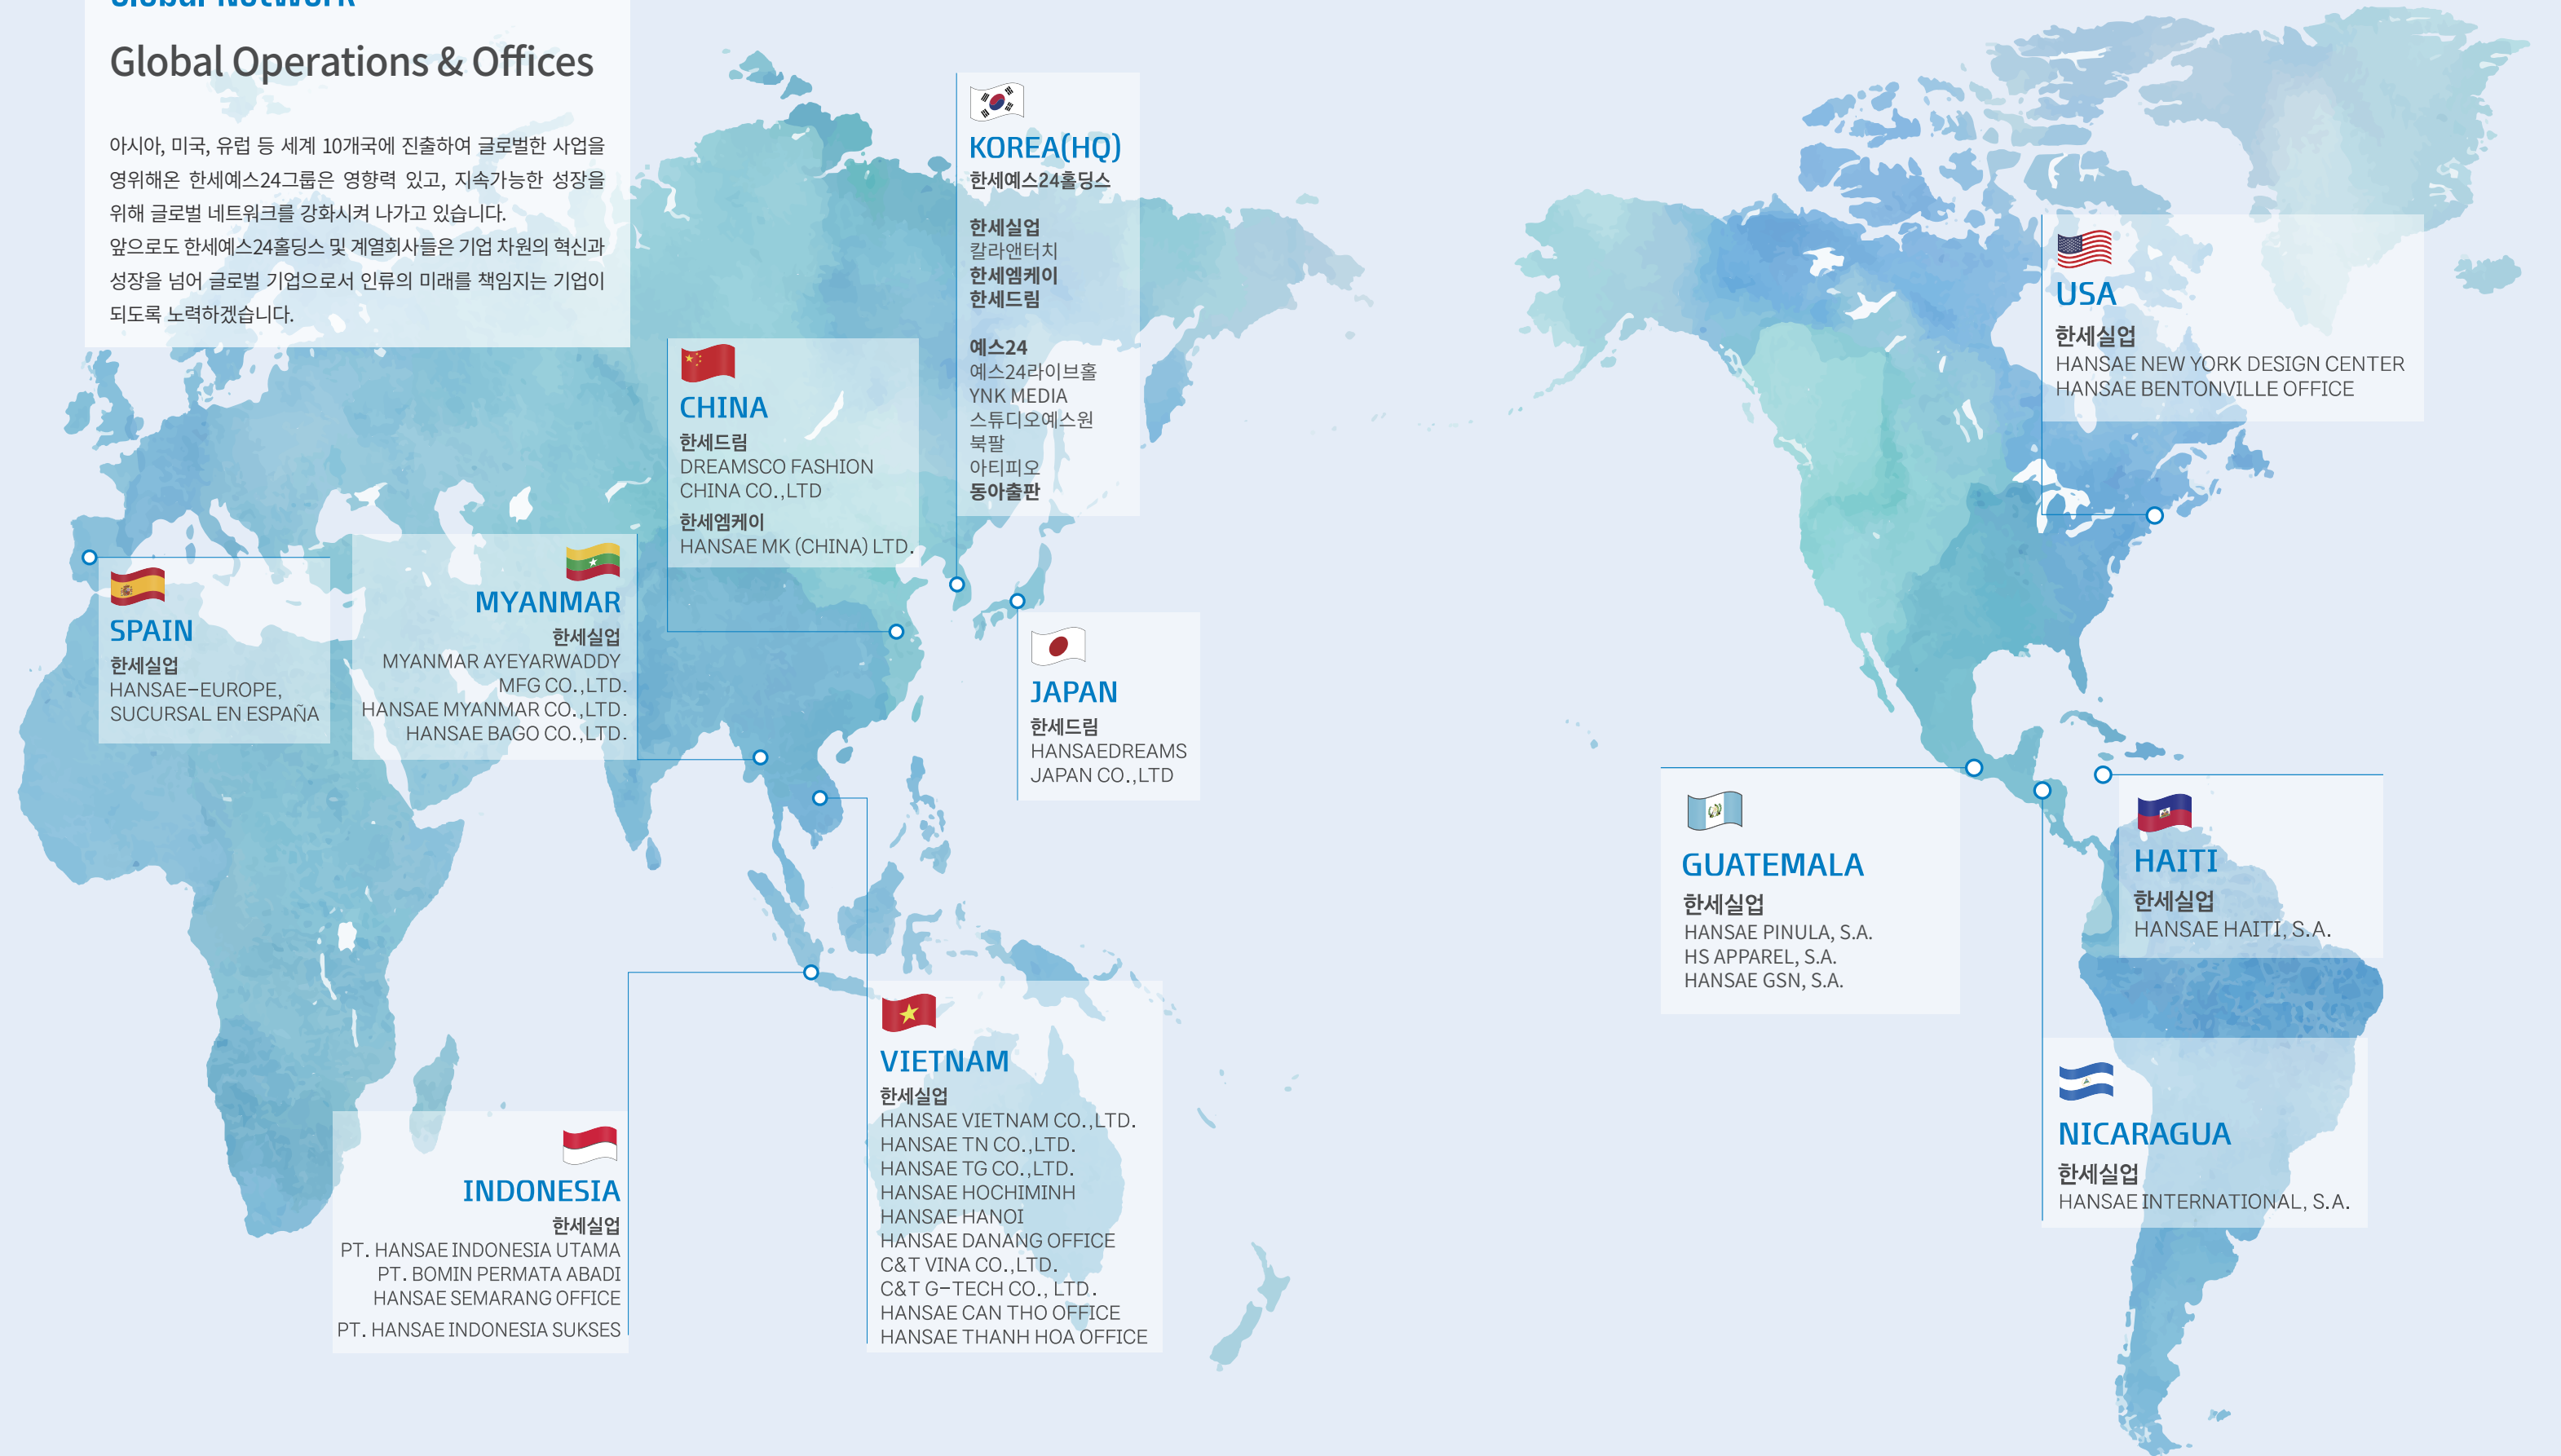 Global Network
Global Operations & Offices
아시아, 미국, 유럽 등 세계 10개국에 진출하여 글로벌한 사업을
영위해온 한세예스24그룹은 영향력 있고, 지속가능한 성장을
위해 글로벌 네트워크를 강화시켜 나가고 있습니다.
앞으로도 한세예스24홀딩스 및 계열회사들은 기업 차원의 혁신과
성장을 넘어 글로벌 기업으로서 인류의 미래를 책임지는 기업이
되도록 노력하겠습니다.
KOREA(HQ)
한세예스24홀딩스
한세실업
칼라앤터치
한세엠케이
한세드림
예스24
예스24라이브홀
YNK MEDIA
스튜디오예스원
북팔
아티피오
동아출판
CHINA
한세드림
DREAMSCO FASHION
CHINA CO.,LTD
한세엠케이
HANSAE MK (CHINA) LTD.
SPAIN
한세실업
HANSAE-EUROPE,
SUCURSAL EN ESPAÑA
MYANMAR
한세실업
MYANMAR AYEYARWADDY
MFG CO.,LTD.
HANSAE MYANMAR CO.,LTD.
HANSAE BAGO CO.,LTD.
JAPAN
한세드림
HANSAEDREAMS
JAPAN CO.,LTD
INDONESIA
한세실업
PT. HANSAE INDONESIA UTAMA
PT. BOMIN PERMATA ABADI
HANSAE SEMARANG OFFICE
PT. HANSAE INDONESIA SUKSES
VIETNAM
한세실업
HANSAE VIETNAM CO.,LTD.
HANSAE TN CO.,LTD.
HANSAE TG CO.,LTD.
HANSAE HOCHIMINH
HANSAE HANOI
HANSAE DANANG OFFICE
C&T VINA CO.,LTD.
C&T G-TECH CO., LTD.
HANSAE CAN THO OFFICE
HANSAE THANH HOA OFFICE
USA
한세실업
HANSAE NEW YORK DESIGN CENTER
HANSAE BENTONVILLE OFFICE
GUATEMALA
한세실업
HANSAE PINULA, S.A.
HS APPAREL, S.A.
HANSAE GSN, S.A.
HAITI
한세실업
HANSAE HAITI, S.A.
NICARAGUA
한세실업
HANSAE INTERNATIONAL, S.A.